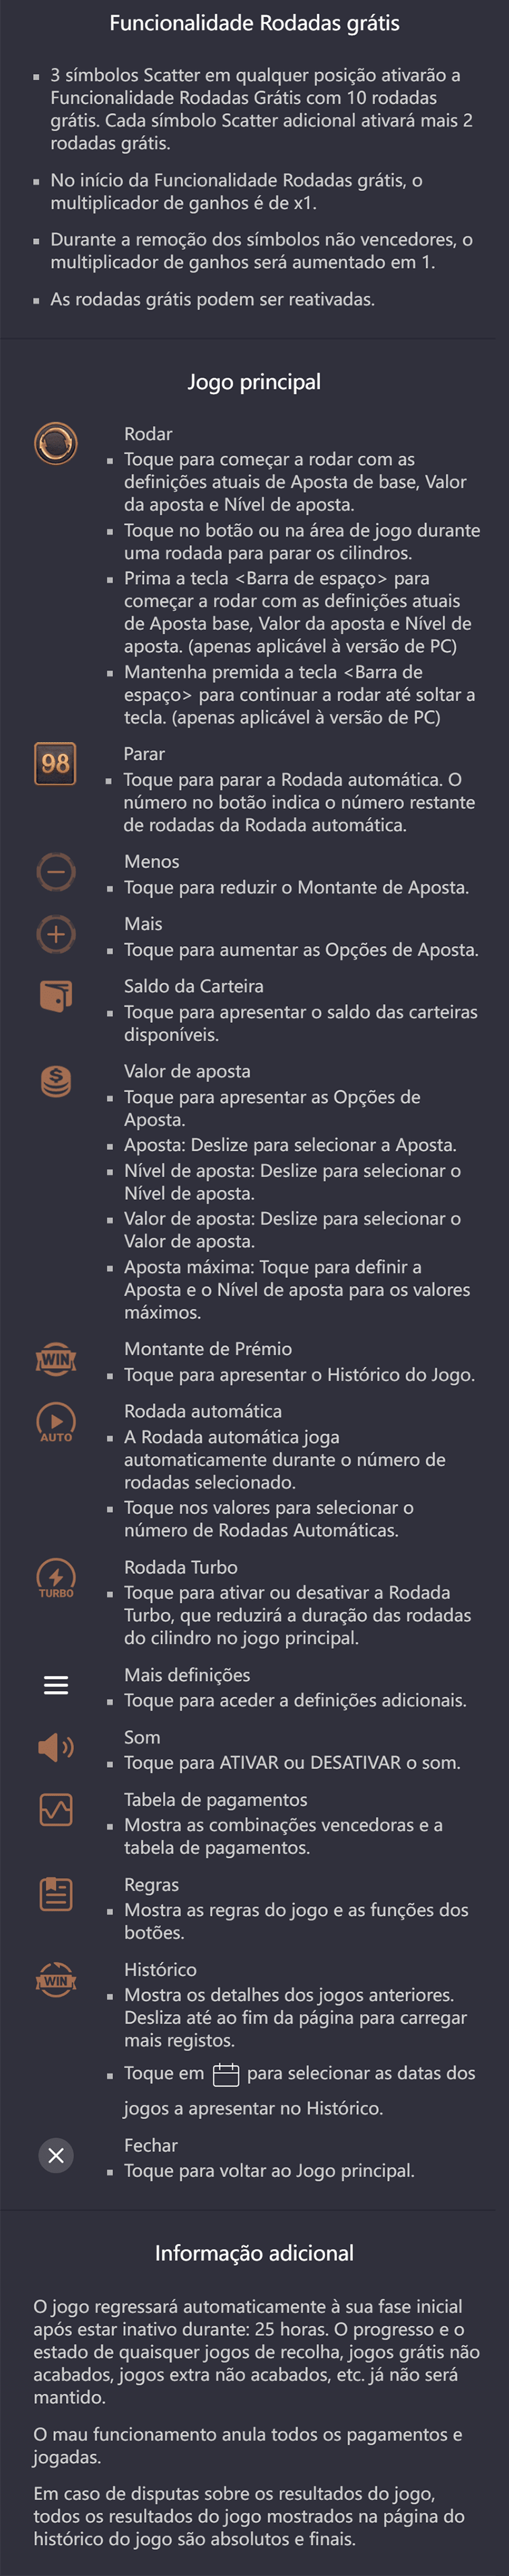 Funcionalidade Rodadas grátis
▪ 3 símbolos Scatter em qualquer posição ativarão a
Funcionalidade Rodadas Grátis com 10 rodadas
grátis. Cada símbolo Scatter adicional ativará mais 2
rodadas grátis.
▪ No início da Funcionalidade Rodadas grátis, o
multiplicador de ganhos é de x1.
▪ Durante a remoção dos símbolos não vencedores, o
multiplicador de ganhos será aumentado em 1.
▪ As rodadas grátis podem ser reativadas.
Jogo principal
Rodar
▪ Toque para começar a rodar com as
definições atuais de Aposta de base, Valor
da aposta e Nível de aposta.
▪ Toque no botão ou na área de jogo durante
uma rodada para parar os cilindros.
▪ Prima a tecla <Barra de espaço> para
começar a rodar com as definições atuais
de Aposta base, Valor da aposta e Nível de
aposta. (apenas aplicável à versão de PC)
▪ Mantenha premida a tecla <Barra de
espaço> para continuar a rodar até soltar a
tecla. (apenas aplicável à versão de PC)
98
Parar
▪ Toque para parar a Rodada automática. O
número no botão indica o número restante
de rodadas da Rodada automática.
Menos
▪ Toque para reduzir o Montante de Aposta.
Mais
▪ Toque para aumentar as Opções de Aposta.
Saldo da Carteira
▪ Toque para apresentar o saldo das carteiras
disponíveis.
Valor de aposta
▪ Toque para apresentar as Opções de
Aposta.
▪ Aposta: Deslize para selecionar a Aposta.
▪ Nível de aposta: Deslize para selecionar o
Nível de aposta.
▪ Valor de aposta: Deslize para selecionar o
Valor de aposta.
▪ Aposta máxima: Toque para definir a
Aposta e o Nível de aposta para os valores
máximos.
WIN
Montante de Prémio
▪ Toque para apresentar o Histórico do Jogo.
AUTO
Rodada automática
▪ A Rodada automática joga
automaticamente durante o número de
rodadas selecionado.
▪ Toque nos valores para selecionar o
número de Rodadas Automáticas.
TURBO
Rodada Turbo
▪ Toque para ativar ou desativar a Rodada
Turbo, que reduzirá a duração das rodadas
do cilindro no jogo principal.
Mais definições
▪ Toque para aceder a definições adicionais.
Som
▪ Toque para ATIVAR ou DESATIVAR o som.
Tabela de pagamentos
▪ Mostra as combinações vencedoras e a
tabela de pagamentos.
Regras
▪ Mostra as regras do jogo e as funções dos
botões.
WIN
Histórico
▪ Mostra os detalhes dos jogos anteriores.
Desliza até ao fim da página para carregar
mais registos.
▪ Toque em para selecionar as datas dos
jogos a apresentar no Histórico.
Fechar
▪ Toque para voltar ao Jogo principal.
Informação adicional
O jogo regressará automaticamente à sua fase inicial
após estar inativo durante: 25 horas. O progresso e o
estado de quaisquer jogos de recolha, jogos grátis não
acabados, jogos extra não acabados, etc. já não será
mantido.
O mau funcionamento anula todos os pagamentos e
jogadas.
Em caso de disputas sobre os resultados do jogo,
todos os resultados do jogo mostrados na página do
histórico do jogo são absolutos e finais.